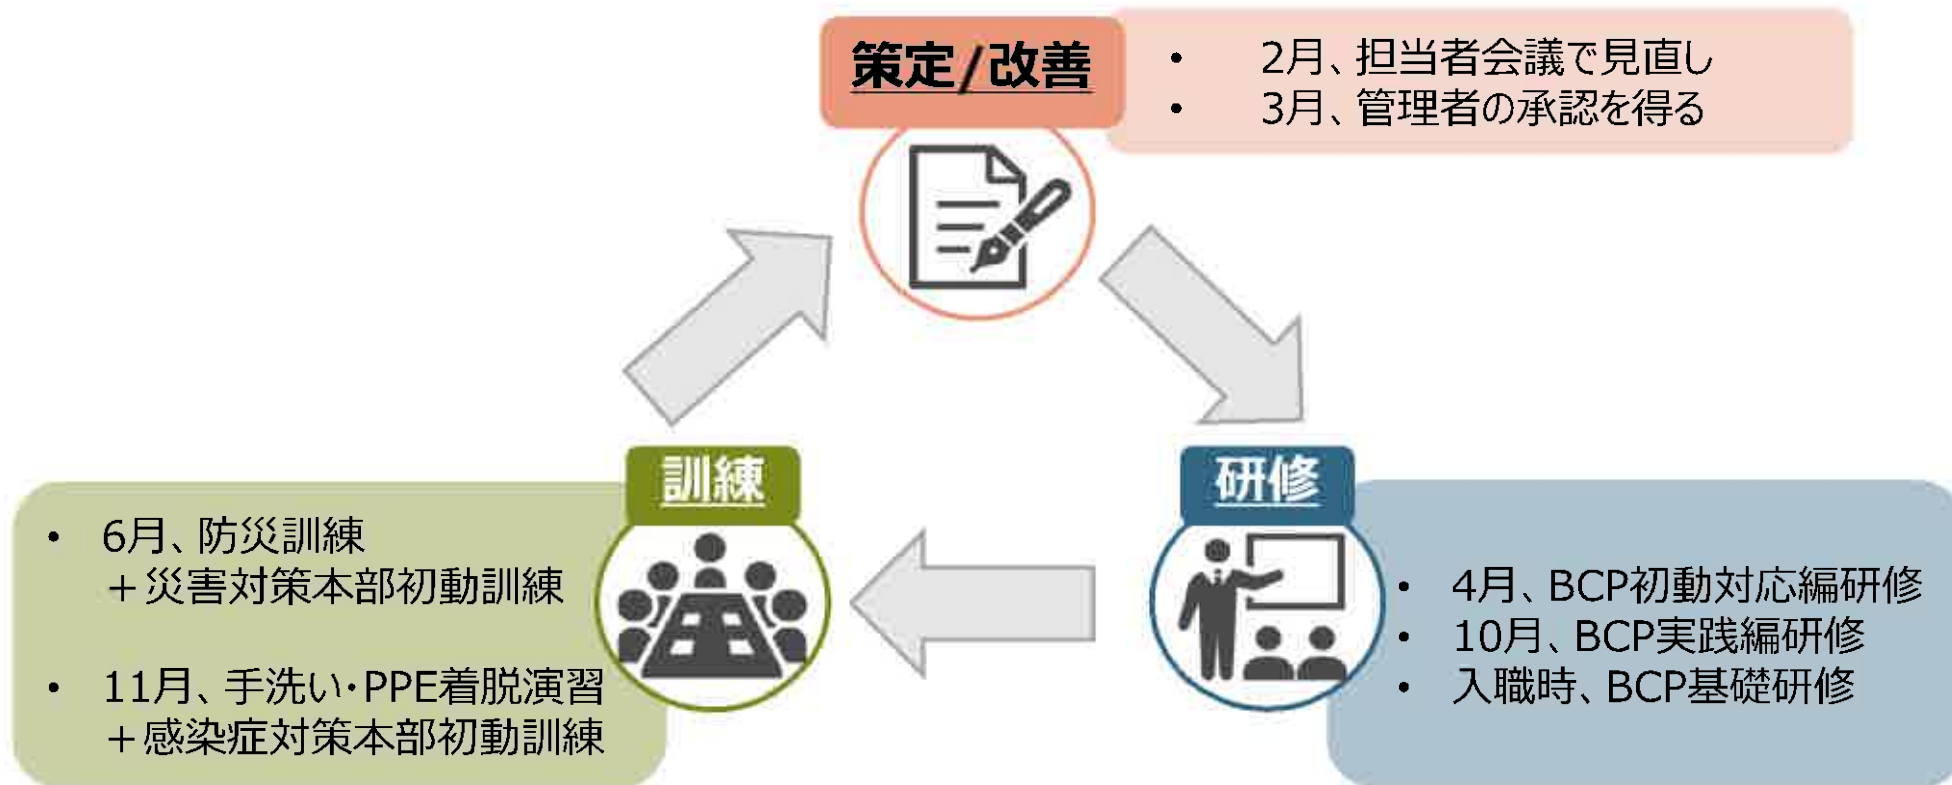 策定/改善
• 2月、担当者会議で見直し
• 3月、管理者の承認を得る
訓練
• 6月、防災訓練
＋災害対策本部初動訓練
• 11月、手洗い･PPE着脱演習
＋感染症対策本部初動訓練
研修
• 4月、BCP初動対応編研修
• 10月、BCP実践編研修
• 入職時、BCP基礎研修